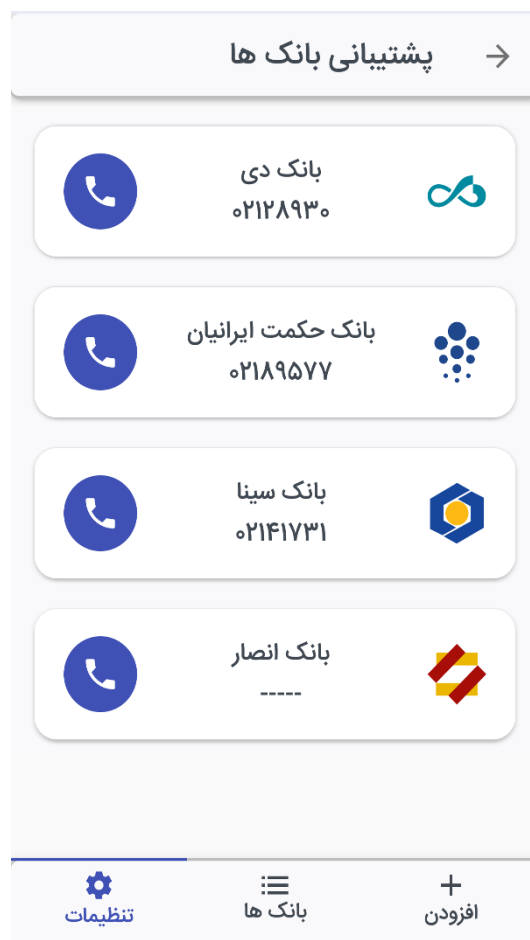 پشتیبانی بانک ها
بانک دی
۰۲۱۲۸۹۳۰
بانک حکمت ایرانیان
۰۲۱۸۹۵۷۷
بانک سینا
۰۲۱۴۱۷۳۱
بانک انصار
-----
افزودن
بانک ها
تنظیمات